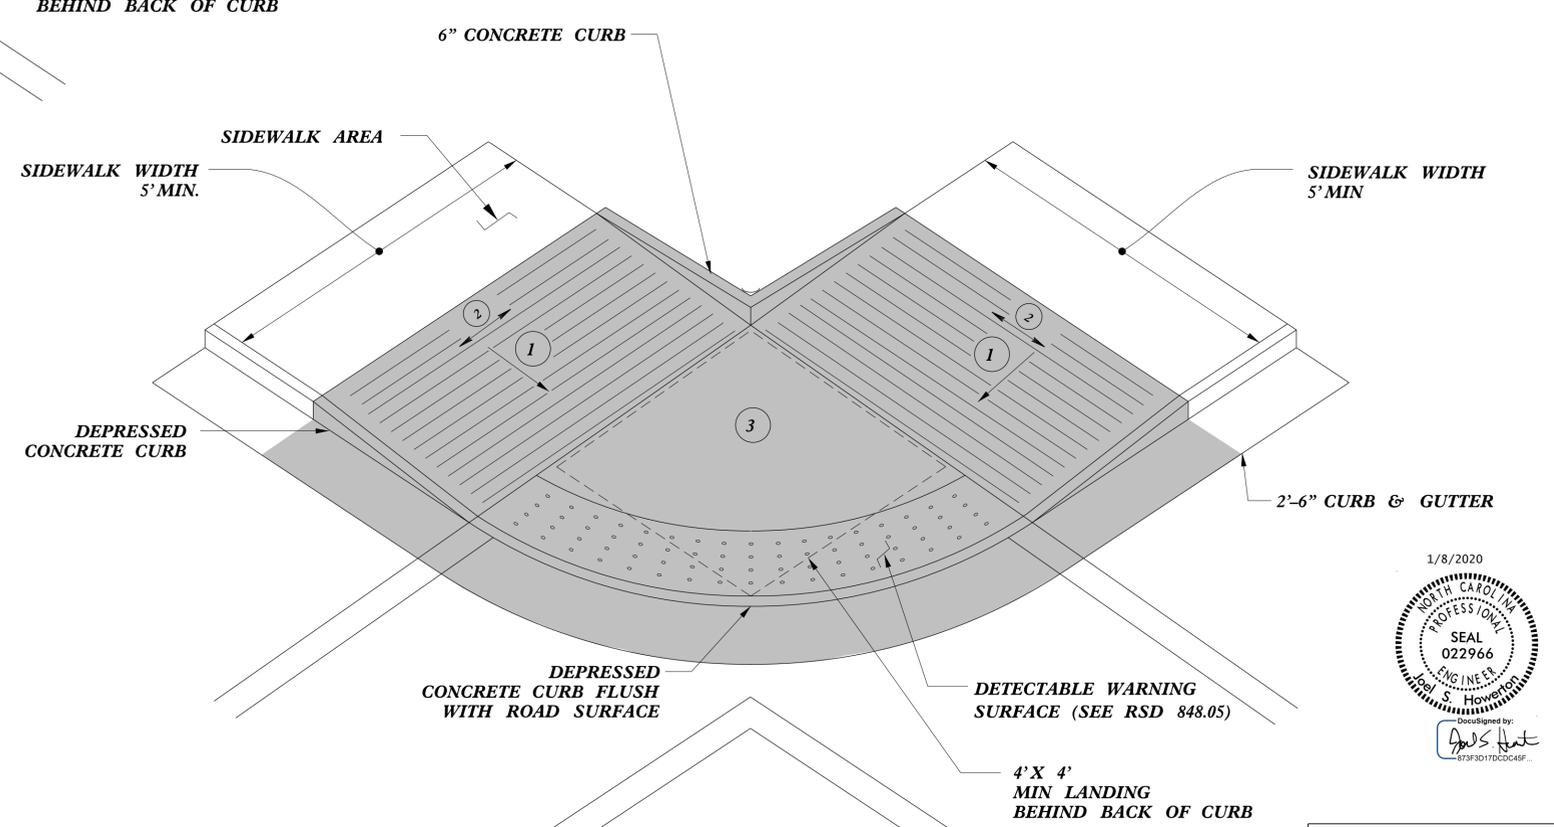 BEHIND BACK OF CURB
6” CONCRETE CURB
SIDEWALK AREA
SIDEWALK WIDTH
5’ MIN.
SIDEWALK WIDTH
5’ MIN
2
1
2
1
3
DEPRESSED
CONCRETE CURB
2’–6” CURB & GUTTER
DEPRESSED
CONCRETE CURB FLUSH
WITH ROAD SURFACE
DETECTABLE WARNING
SURFACE (SEE RSD 848.05)
4’ X 4’
MIN LANDING
BEHIND BACK OF CURB
1/8/2020
NORTH CAROLINA
PROFESSIONAL
SEAL
022966
ENGINEER
Joel S. Howerton
DocuSigned by:
873F3D17DCDC45F...